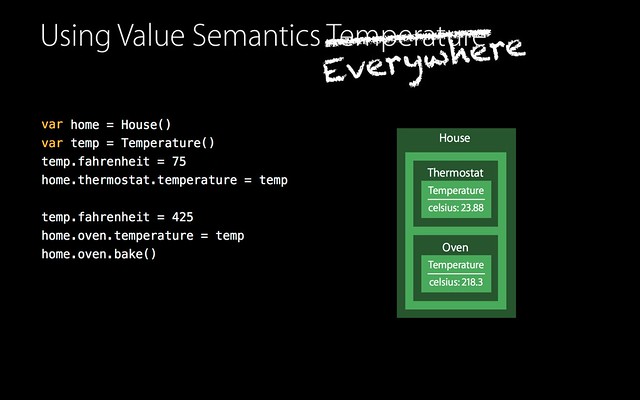 Using Value Semantics Temperature
Everywhere
var home = House()
var temp = Temperature()
temp.fahrenheit = 75
home.thermostat.temperature = temp
temp.fahrenheit = 425
home.oven.temperature = temp
home.oven.bake()
House
Thermostat
Temperature
celsius: 23.88
Oven
Temperature
celsius: 218.3